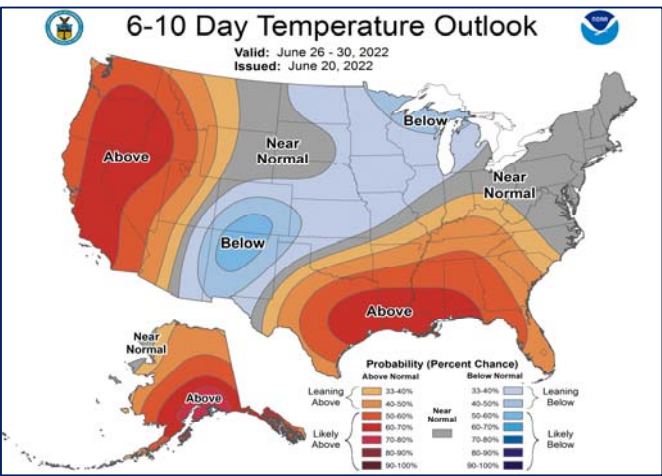 6-10 Day Temperature Outlook
Valid: June 26 - 30, 2022
Issued: June 20, 2022
NOAA
Below
Above
Near
Normal
Near
Normal
Below
Above
Near
Normal
Above
Probability (Percent Chance)
Above Normal
Below Normal
Leaning
Above
33-40%
40-50%
Likely
Above
50-60%
60-70%
70-80%
80-90%
90-100%
Near
Normal
33-40%
40-50%
Leaning
Below
50-60%
60-70%
70-80%
80-90%
90-100%
Likely
Below